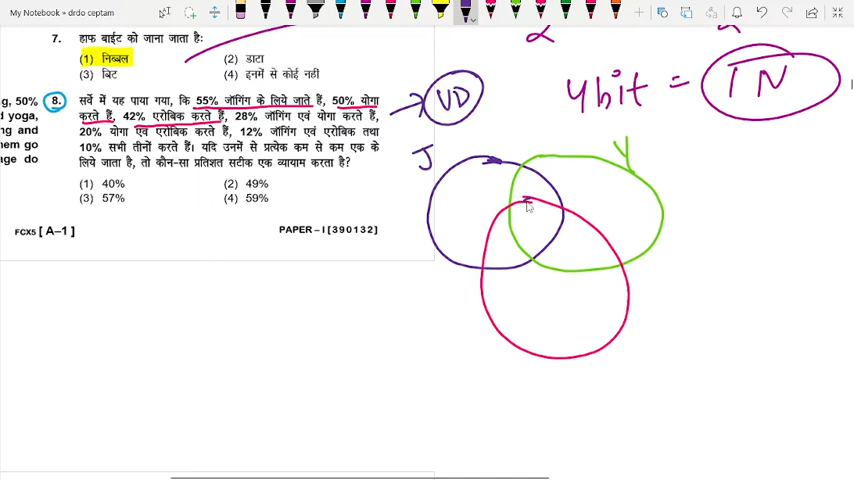 My Notebook » drdo ceptam
7. हाफ बाईट को जाना जाता है:
(1) निब्बल (2) डाटा
(3) बिट (4) इनमें से कोई नहीं
4bit = 1N
ng, 50% 8. सर्वे में यह पाया गया, कि 55% जॉगिंग के लिये जाते हैं, 50% योगा
d yoga, करते हैं, 42% एरोबिक करते हैं, 28% जॉगिंग एवं योगा करते हैं,
ng and 20% योगा एवं एरोबिक करते हैं, 12% जॉगिंग एवं एरोबिक तथा
em go 10% सभी तीनों करते हैं। यदि उनमें से प्रत्येक कम से कम एक के
age do लिये जाता है, तो कौन-सा प्रतिशत सटीक एक व्यायाम करता है?
VD
J Y
(1) 40% (2) 49%
(3) 57% (4) 59%
FCX5 [ A–1 ] PAPER – I [390132]